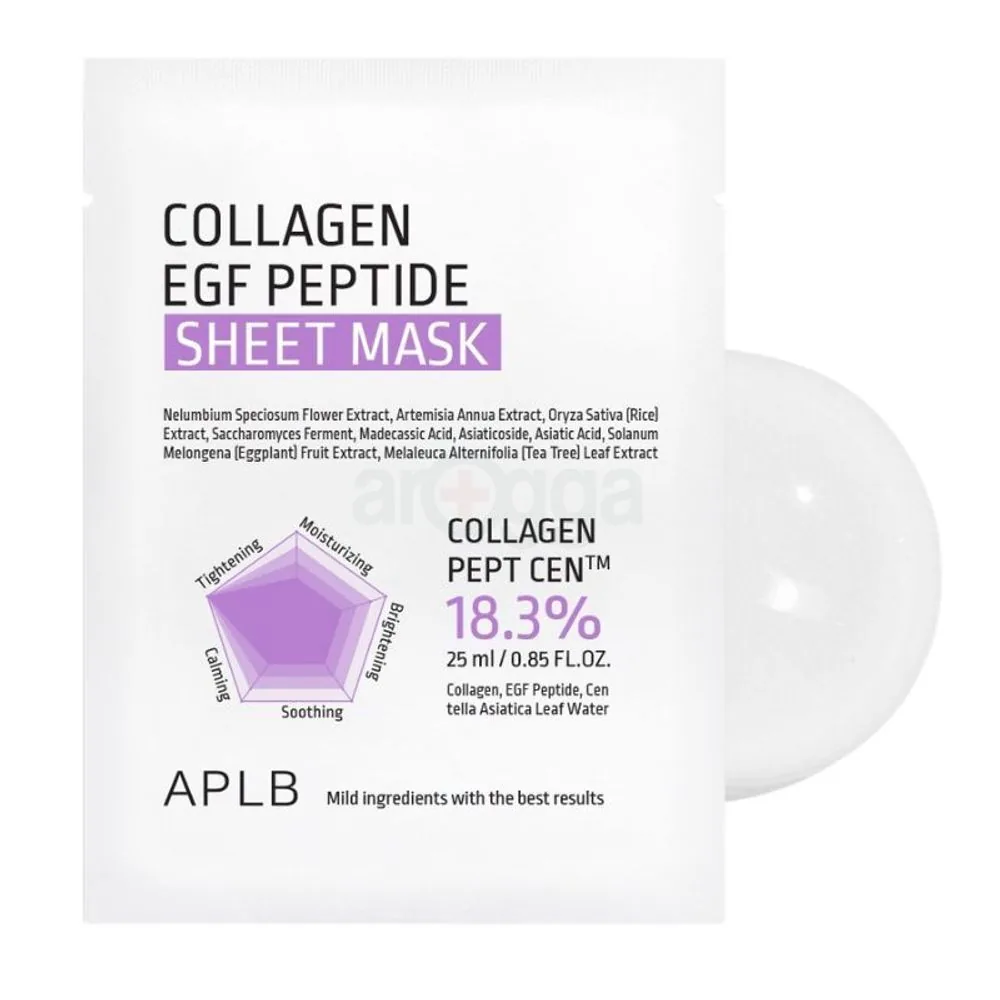 COLLAGEN
EGF PEPTIDE
SHEET MASK
Nelumbium Speciosum Flower Extract, Artemisia Annua Extract, Oryza Sativa (Rice)
Extract, Saccharomyces Ferment, Madecassic Acid, Asiaticoside, Asiatic Acid, Solanum
Melongena (Eggplant) Fruit Extract, Melaleuca Alternifolia (Tea Tree) Leaf Extract
arogga
Moisturizing
Tightening
Brightening
Calming
Soothing
COLLAGEN
PEPT CEN™
18.3%
25 ml / 0.85 FL.OZ.
Collagen, EGF Peptide, Cen
tella Asiatica Leaf Water
APLB
Mild ingredients with the best results